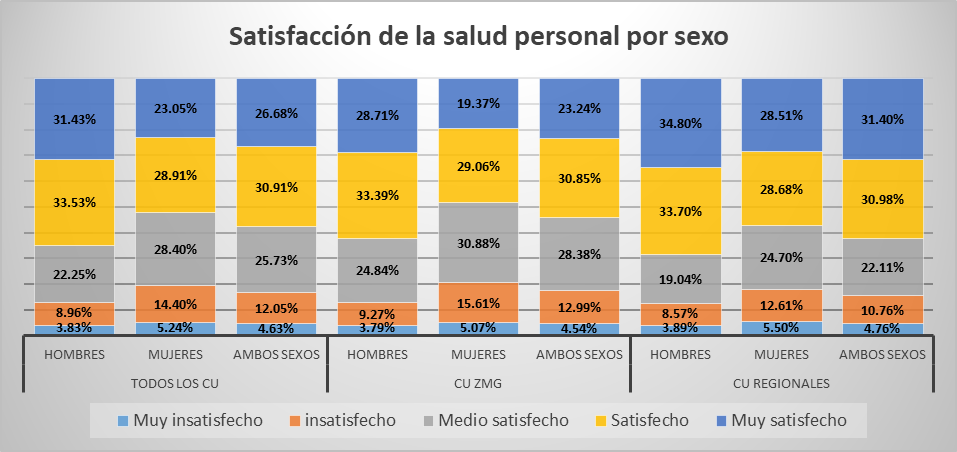 Satisfacción de la salud personal por sexo
31.43% 23.05% 26.68% 28.71% 19.37% 23.24% 34.80% 28.51% 31.40%
33.53% 28.91% 30.91% 33.39% 29.06% 30.85% 33.70% 28.68% 30.98%
22.25% 28.40% 25.73% 24.84% 30.88% 28.38% 19.04% 24.70% 22.11%
8.96% 14.40% 12.05% 9.27% 15.61% 12.99% 8.57% 12.61% 10.76%
3.83% 5.24% 4.63% 3.79% 5.07% 4.54% 3.89% 5.50% 4.76%
HOMBRES MUJERES AMBOS SEXOS HOMBRES MUJERES AMBOS SEXOS HOMBRES MUJERES AMBOS SEXOS
TODOS LOS CU CU ZMG CU REGIONALES
Muy insatisfecho insatisfecho Medio satisfecho Satisfecho Muy satisfecho